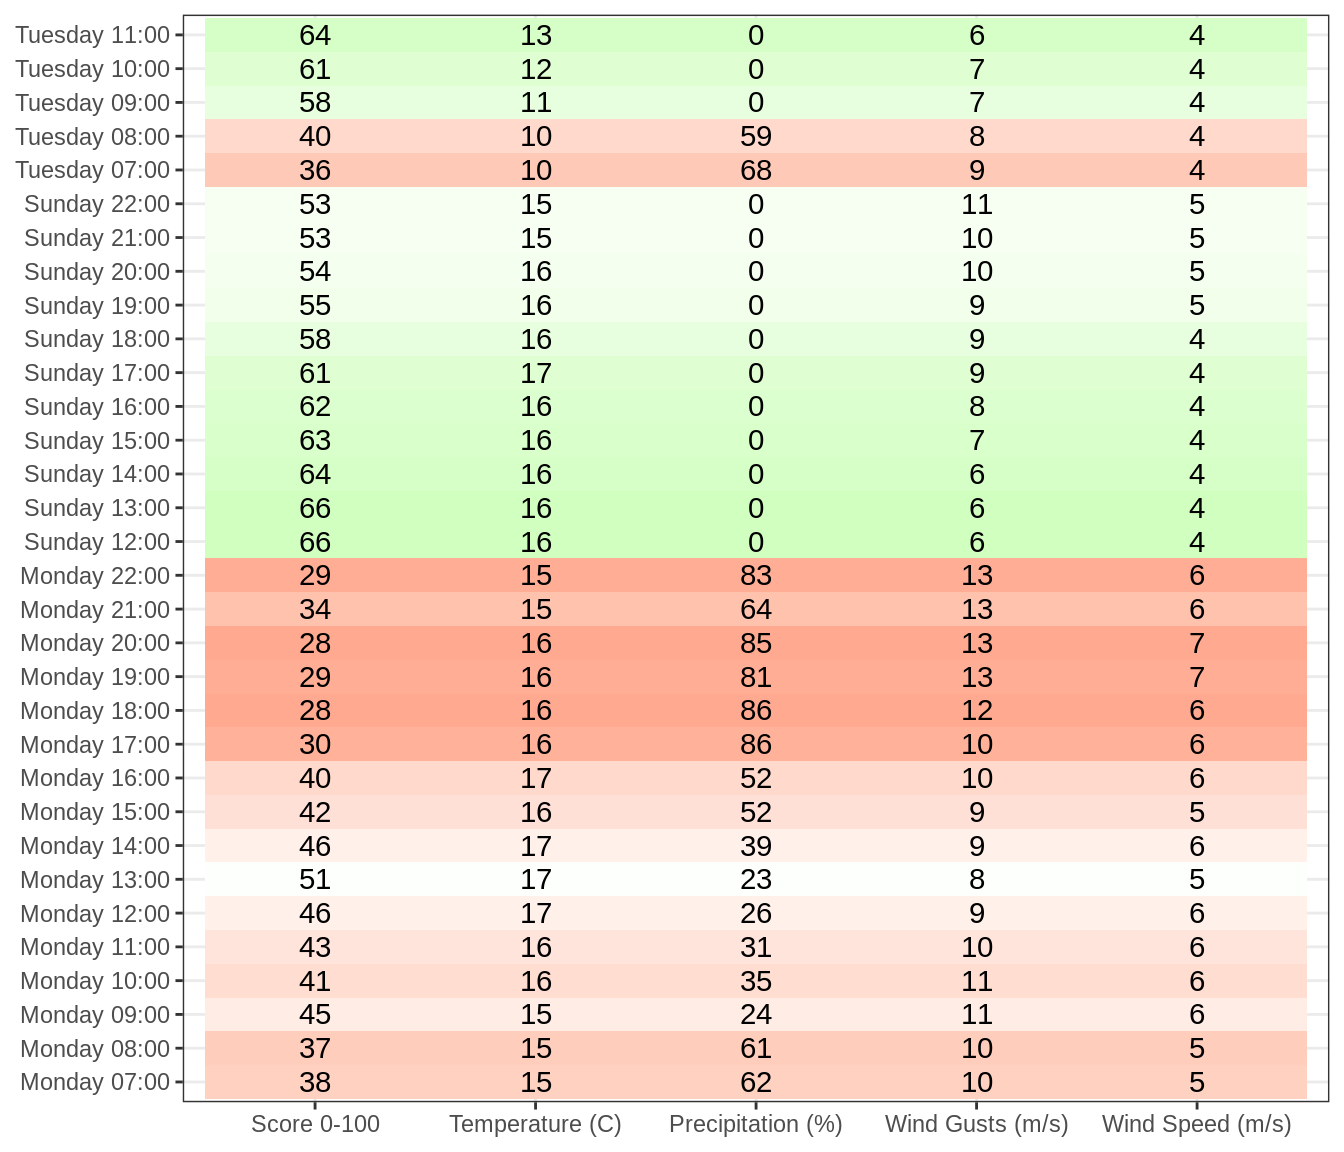 Tuesday 11:00 64 13 0 6 4
Tuesday 10:00 61 12 0 7 4
Tuesday 09:00 58 11 0 7 4
Tuesday 08:00 40 10 59 8 4
Tuesday 07:00 36 10 68 9 4
Sunday 22:00 53 15 0 11 5
Sunday 21:00 53 15 0 10 5
Sunday 20:00 54 16 0 10 5
Sunday 19:00 55 16 0 9 5
Sunday 18:00 58 16 0 9 4
Sunday 17:00 61 17 0 9 4
Sunday 16:00 62 16 0 8 4
Sunday 15:00 63 16 0 7 4
Sunday 14:00 64 16 0 6 4
Sunday 13:00 66 16 0 6 4
Sunday 12:00 66 16 0 6 4
Monday 22:00 29 15 83 13 6
Monday 21:00 34 15 64 13 6
Monday 20:00 28 16 85 13 7
Monday 19:00 29 16 81 13 7
Monday 18:00 28 16 86 12 6
Monday 17:00 30 16 86 10 6
Monday 16:00 40 17 52 10 6
Monday 15:00 42 16 52 9 5
Monday 14:00 46 17 39 9 6
Monday 13:00 51 17 23 8 5
Monday 12:00 46 17 26 9 6
Monday 11:00 43 16 31 10 6
Monday 10:00 41 16 35 11 6
Monday 09:00 45 15 24 11 6
Monday 08:00 37 15 61 10 5
Monday 07:00 38 15 62 10 5
Score 0-100 Temperature (C) Precipitation (%) Wind Gusts (m/s) Wind Speed (m/s)